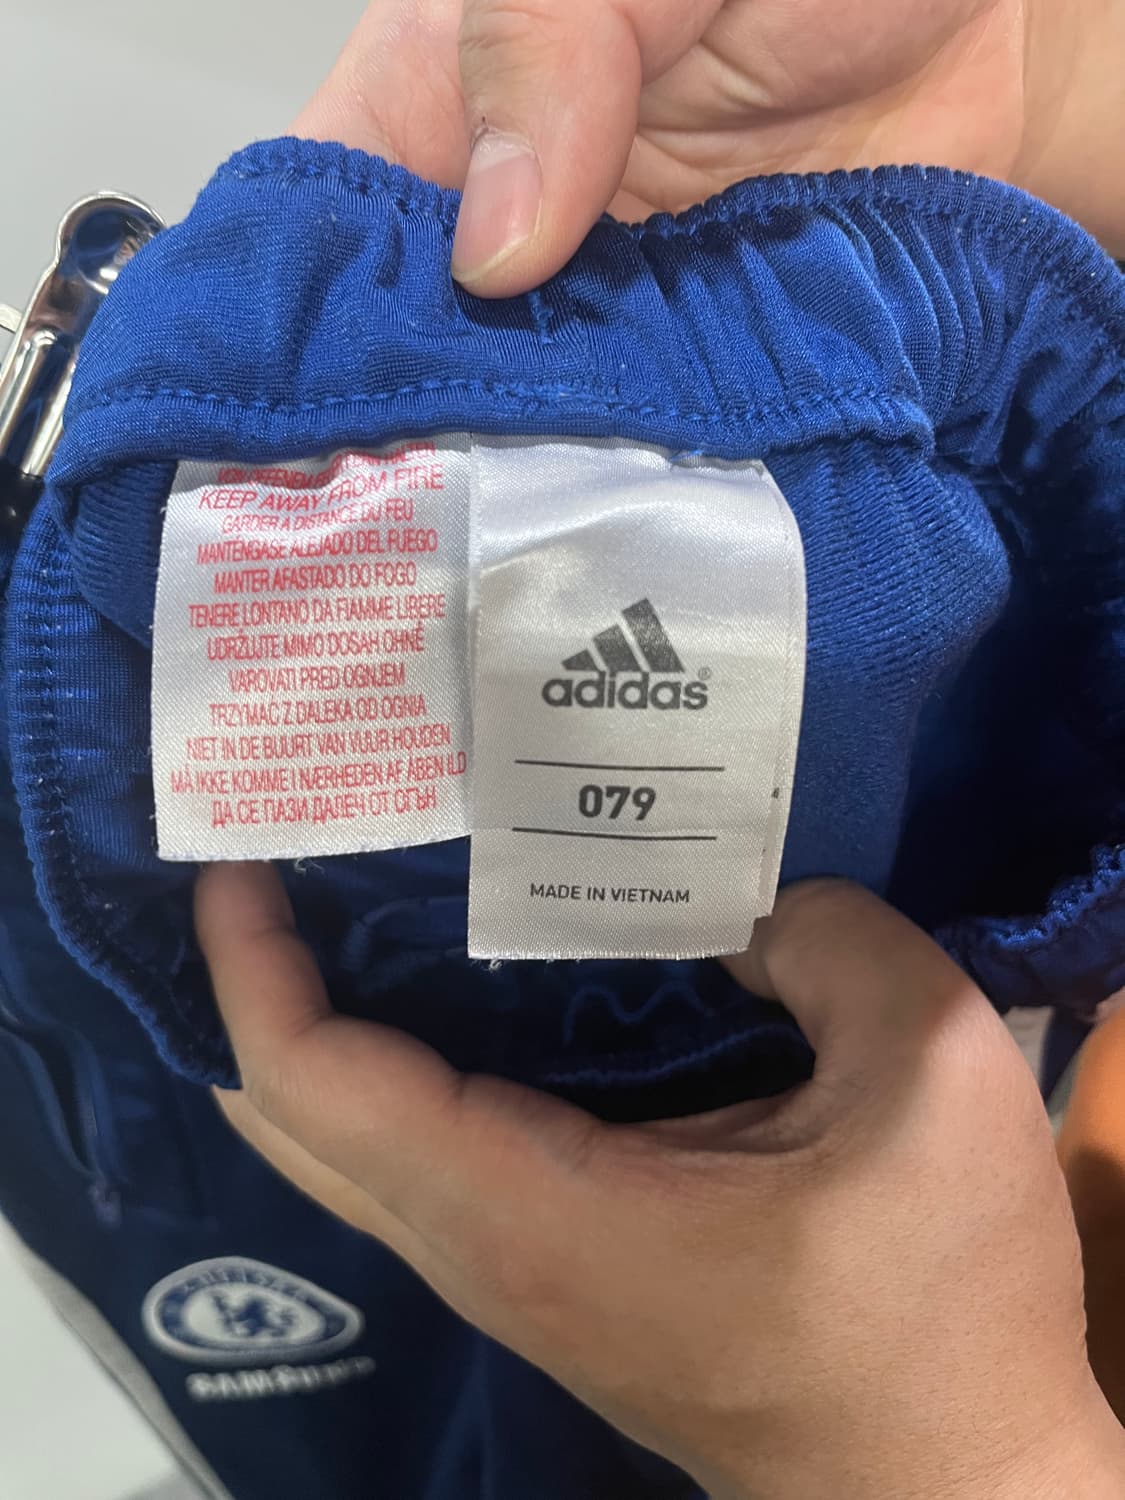 KEEP AWAY FROM FIRE
GARDER A DISTANCE DU FEU
MANTENGASE ALEJADO DEL FUEGO
MANTER AFASTADO DO FOGO
TENERE LONTANO DA FIAMME LIBERE
UDRŽUJTE MIMO DOSAH OHNĚ
VAROVATI PRED OGNJEM
TRZYMAC Z DALEKA OD OGNIA
NIET IN DE BUURT VAN VUUR HOUDEN
MÅ IKKE KOMME I NÆRHEDEN AF ÅBEN ILD
ДА СЕ ПАЗИ ДАЛЕЧ ОТ ОГЪН
adidas®
079
MADE IN VIETNAM
SAMSUNG